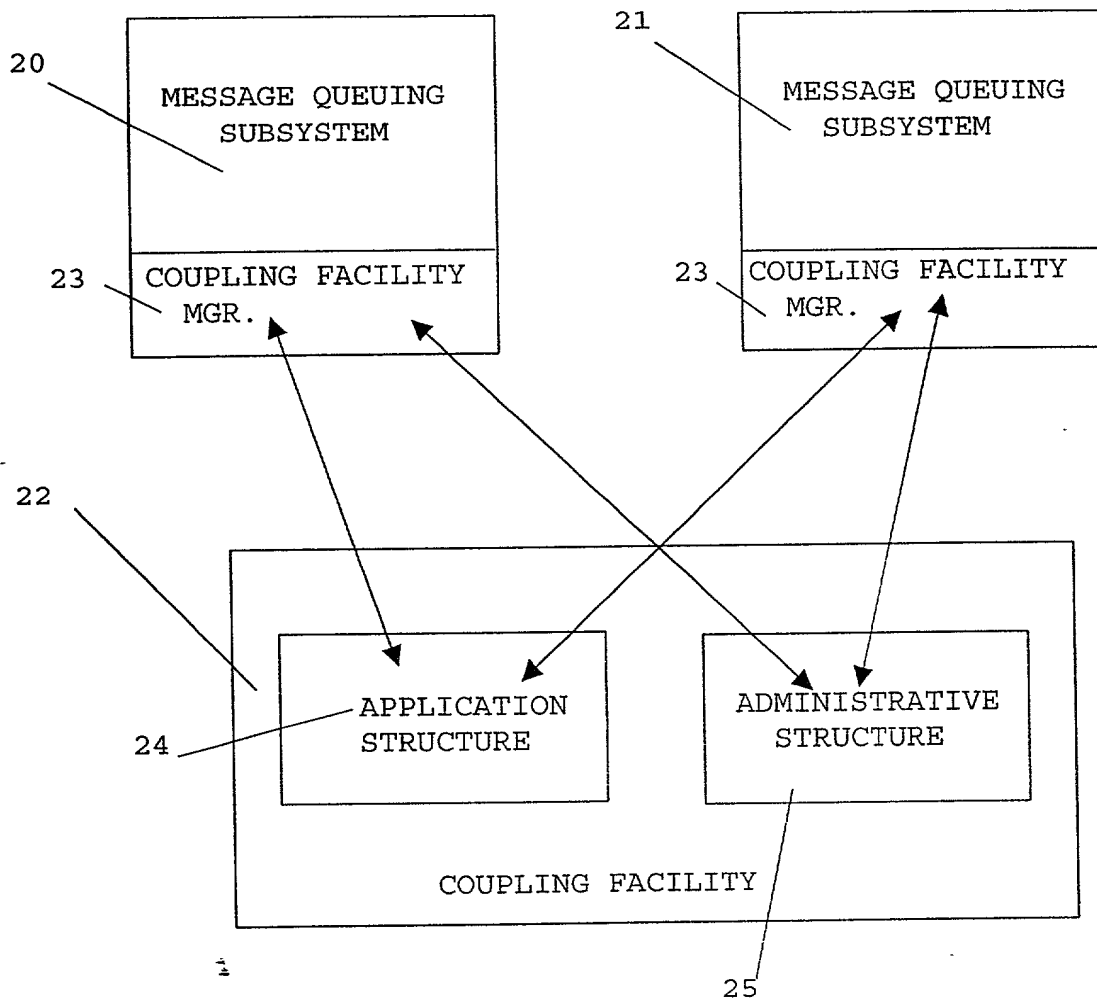 20
MESSAGE QUEUING
SUBSYSTEM
23
COUPLING FACILITY
MGR.
21
MESSAGE QUEUING
SUBSYSTEM
23
COUPLING FACILITY
MGR.
22
24
APPLICATION
STRUCTURE
ADMINISTRATIVE
STRUCTURE
COUPLING FACILITY
25